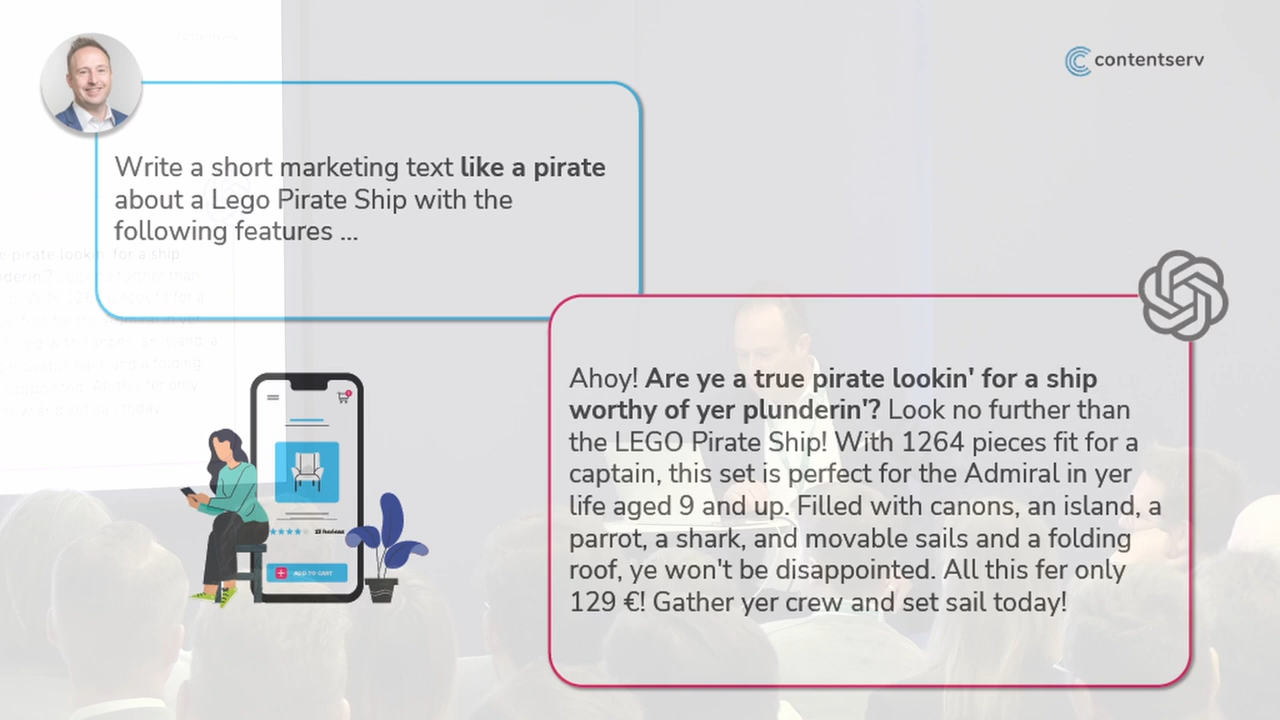 contentserv
Write a short marketing text like a pirate
about a Lego Pirate Ship with the
following features ...
Ahoy! Are ye a true pirate lookin' for a ship
worthy of yer plunderin'? Look no further than
the LEGO Pirate Ship! With 1264 pieces fit for a
captain, this set is perfect for the Admiral in yer
life aged 9 and up. Filled with canons, an island, a
parrot, a shark, and movable sails and a folding
roof, ye won't be disappointed. All this fer only
129 €! Gather yer crew and set sail today!
ADD TO CART